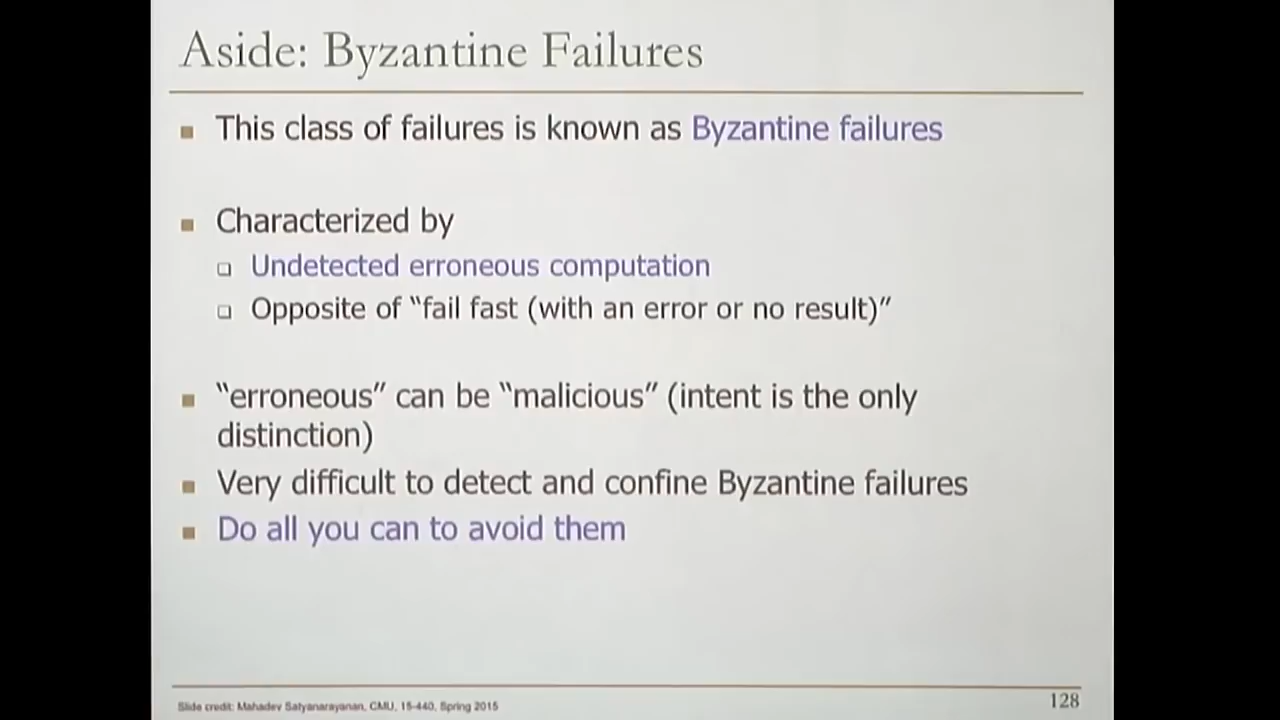 Aside: Byzantine Failures
This class of failures is known as Byzantine failures
Characterized by
Undetected erroneous computation
Opposite of “fail fast (with an error or no result)”
“erroneous” can be “malicious” (intent is the only
distinction)
Very difficult to detect and confine Byzantine failures
Do all you can to avoid them
Slide credit: Mahadev Satyanarayanan, CMU, 15-440, Spring 2015
128